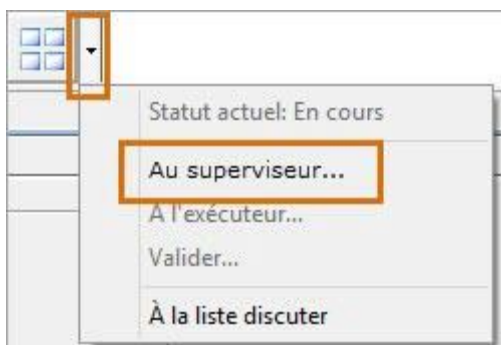 Statut actuel: En cours
Au superviseur...
À l'exécuteur...
Valider...
À la liste discuter